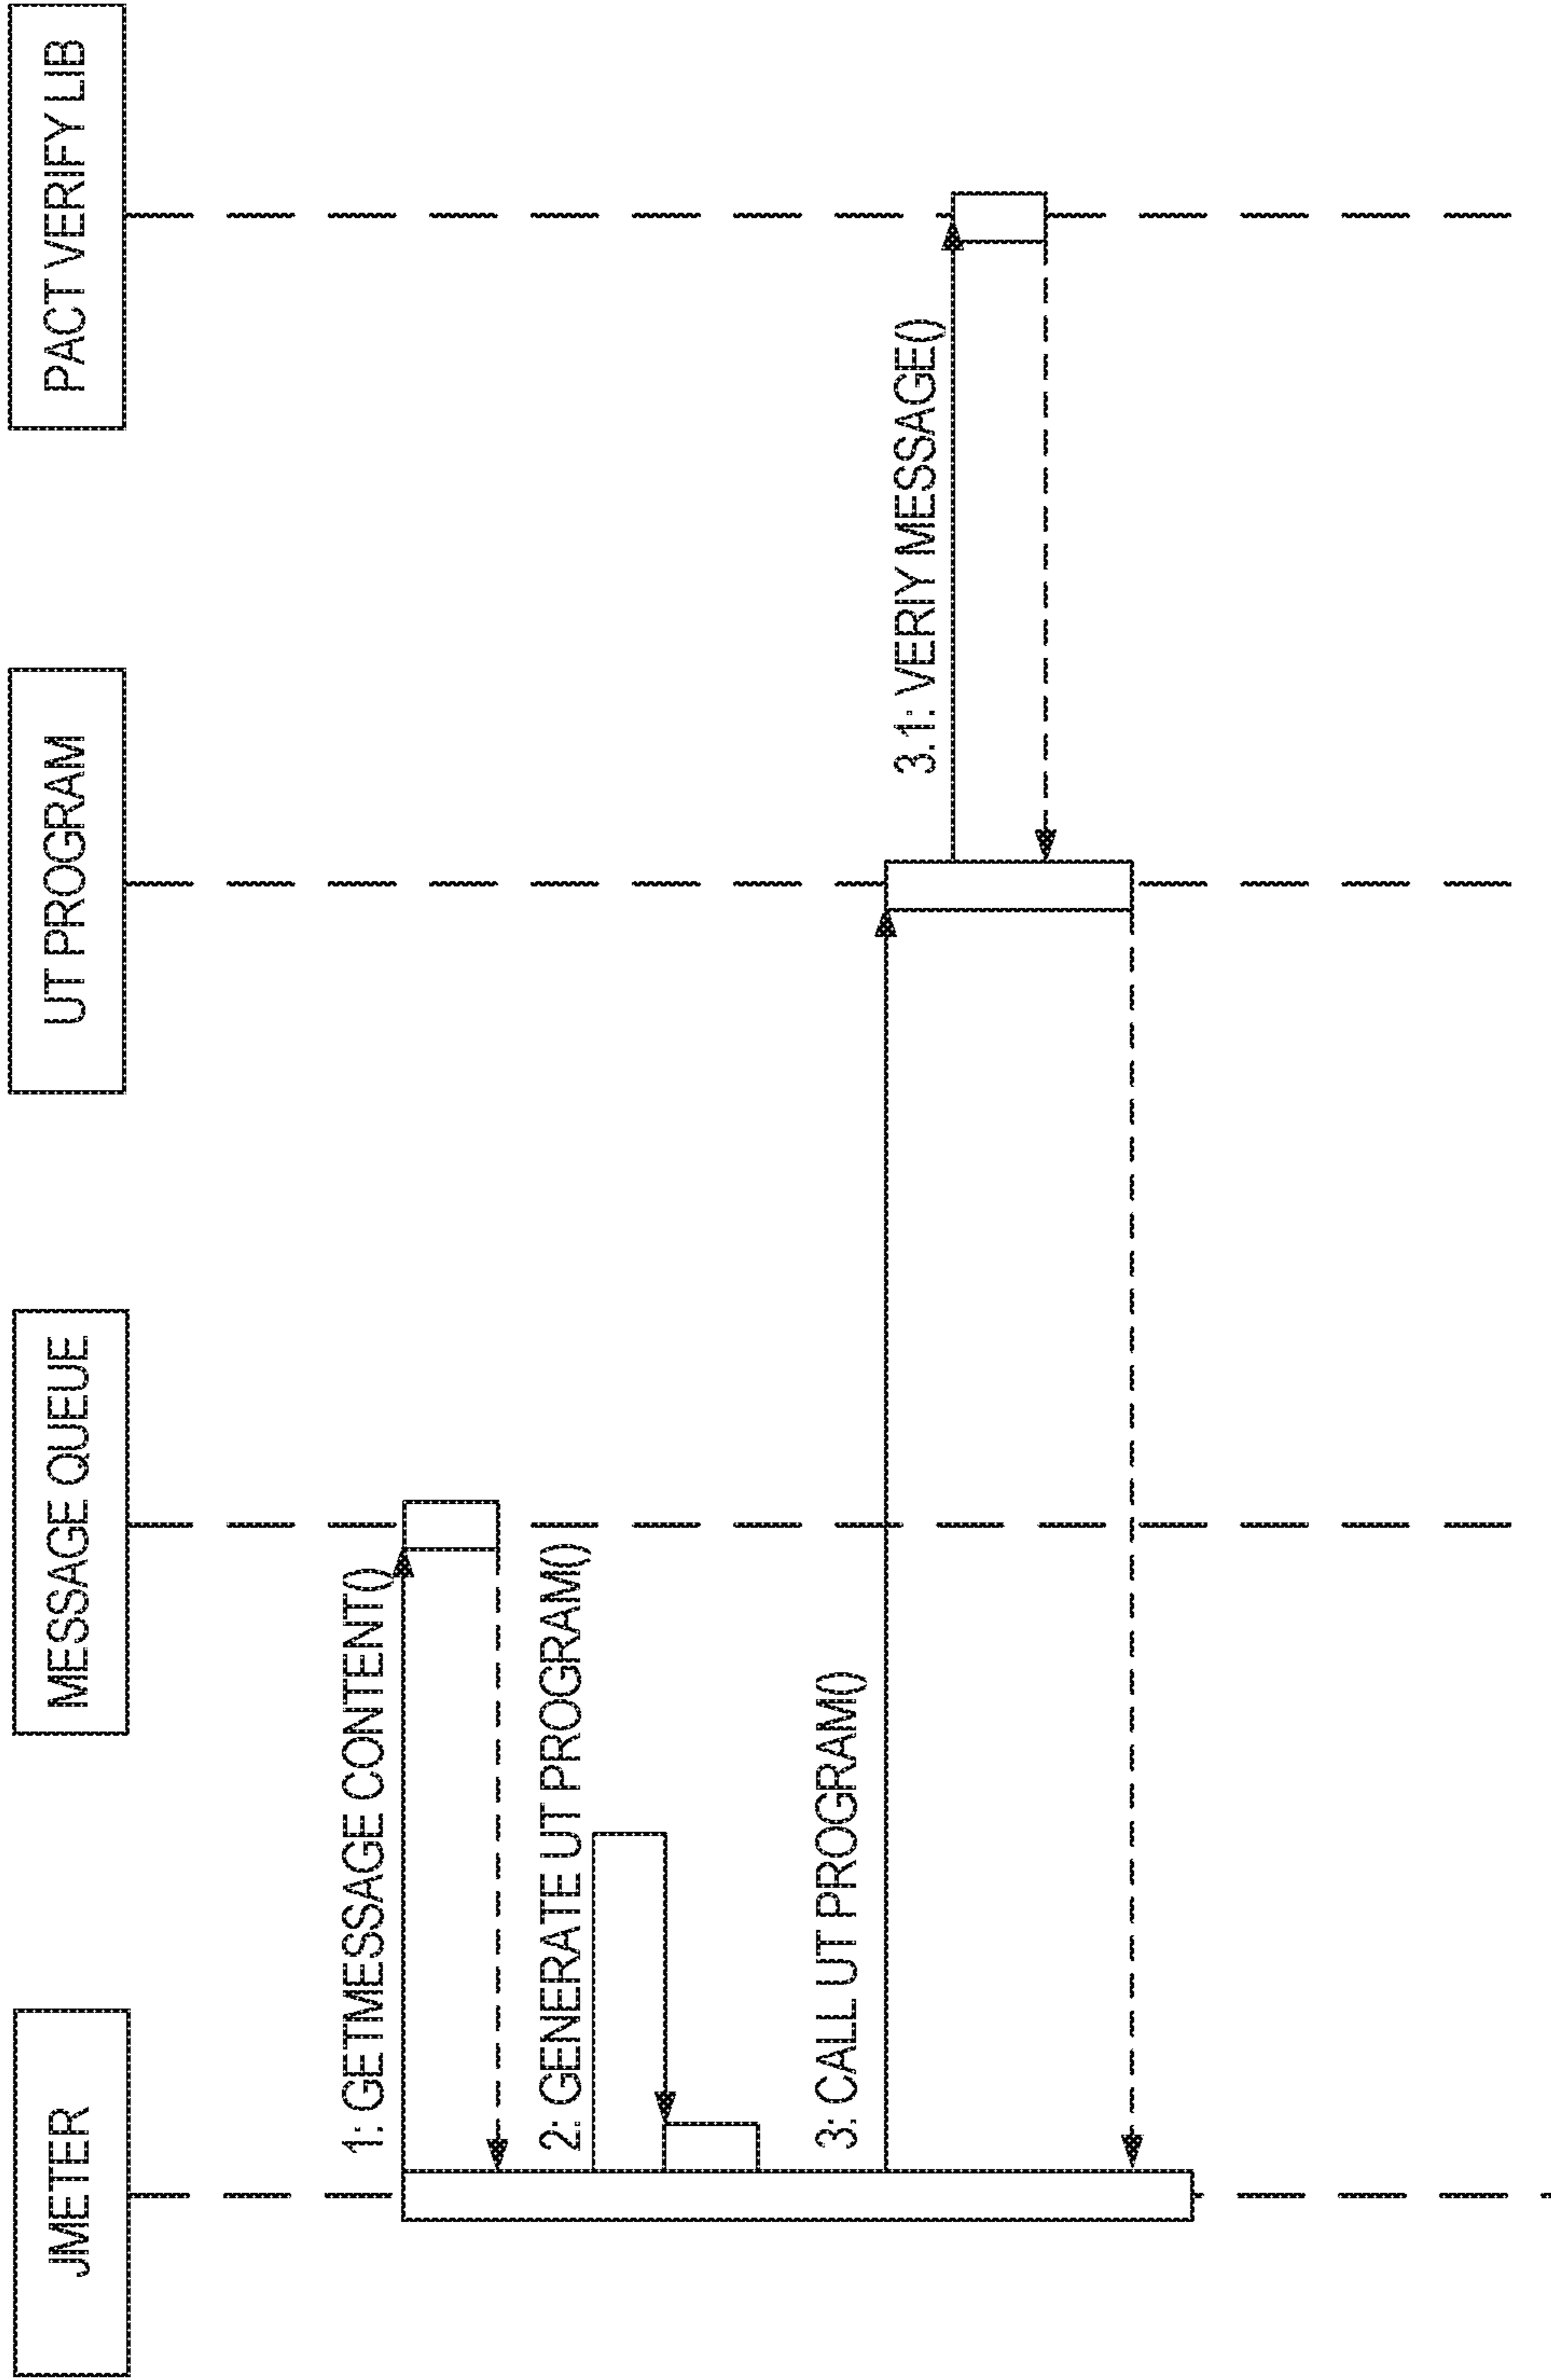 JMETER
MESSAGE QUEUE
UT PROGRAM
PACT VERIFY LIB
1: GETMESSAGE CONTENT()
2: GENERATE UT PROGRAM()
3: CALL UT PROGRAM()
3.1: VERIY MESSAGE()